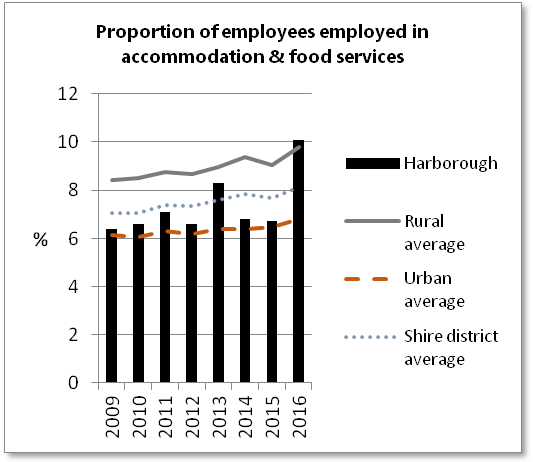 Proportion of employees employed in
accommodation & food services
12
10
8
6
4
2
0
%
2009
2010
2011
2012
2013
2014
2015
2016
Harborough
Rural
average
Urban
average
Shire district
average